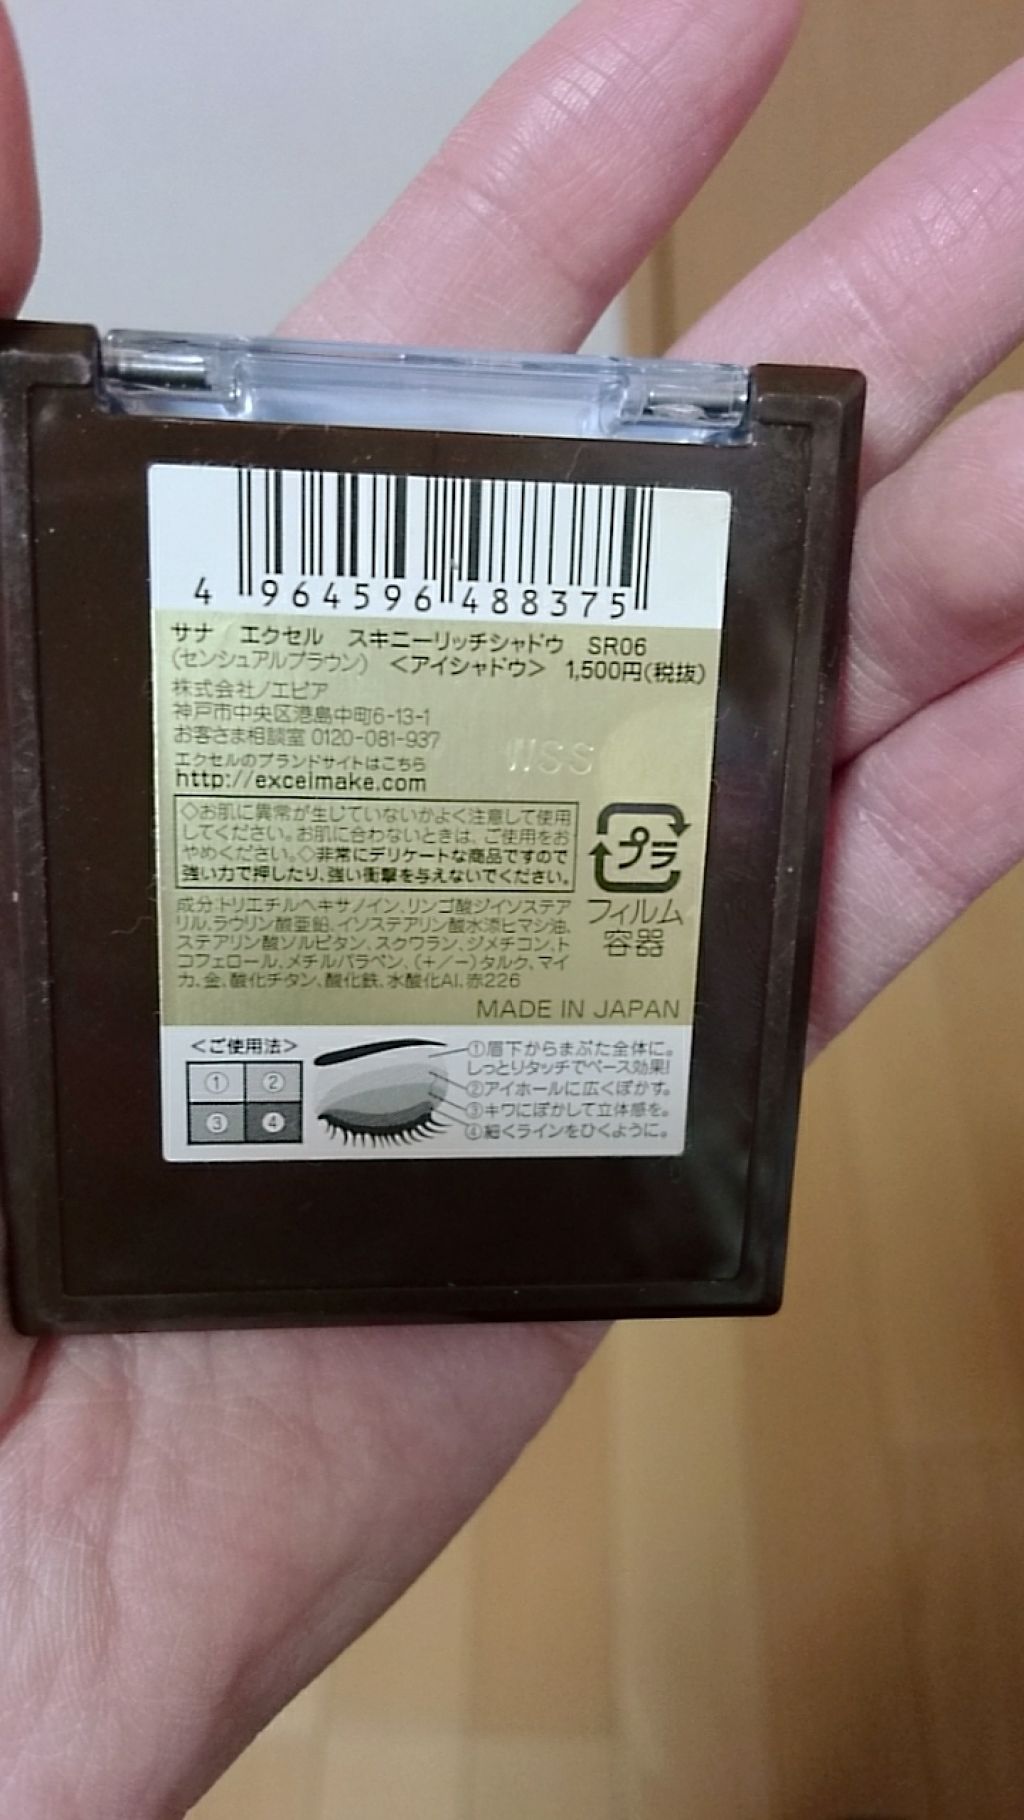 4 964596 488375
サナ エクセル スキニーリッチシャドウ SR06
(センシュアルブラウン) <アイシャドウ> 1,500円(税抜)
株式会社ノエビア
神戸市中央区港島中町6-13-1
お客さま相談室 0120-081-937
エクセルのブランドサイトはこちら
http://excelmake.com
WSS
◇お肌に異常が生じていないかよく注意して使用
してください。お肌に合わないときは、ご使用をお
やめください。◇非常にデリケートな商品ですので
強い力で押したり、強い衝撃を与えないでください。
プラ
フィルム
容器
成分:トリエチルヘキサノイン、リンゴ酸ジイソステア
リル、ラウリン酸亜鉛、イソステアリン酸水添ヒマシ油、
ステアリン酸ソルビタン、スクワラン、ジメチコン、ト
コフェロール、メチルパラベン、(+/-)タルク、マイ
カ、金、酸化チタン、酸化鉄、水酸化Al、赤226
MADE IN JAPAN
<ご使用法>
① ②
③ ④
①眉下からまぶた全体に。
しっとりタッチでベース効果!
②アイホールに広くぼかす。
③キワにぼかして立体感を。
④細くラインをひくように。